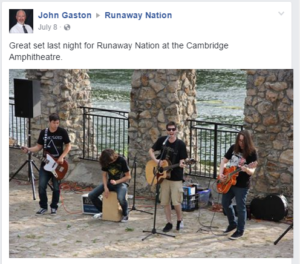 John Gaston ▸ Runaway Nation
July 8 ·
Great set last night for Runaway Nation at the Cambridge
Amphitheatre.